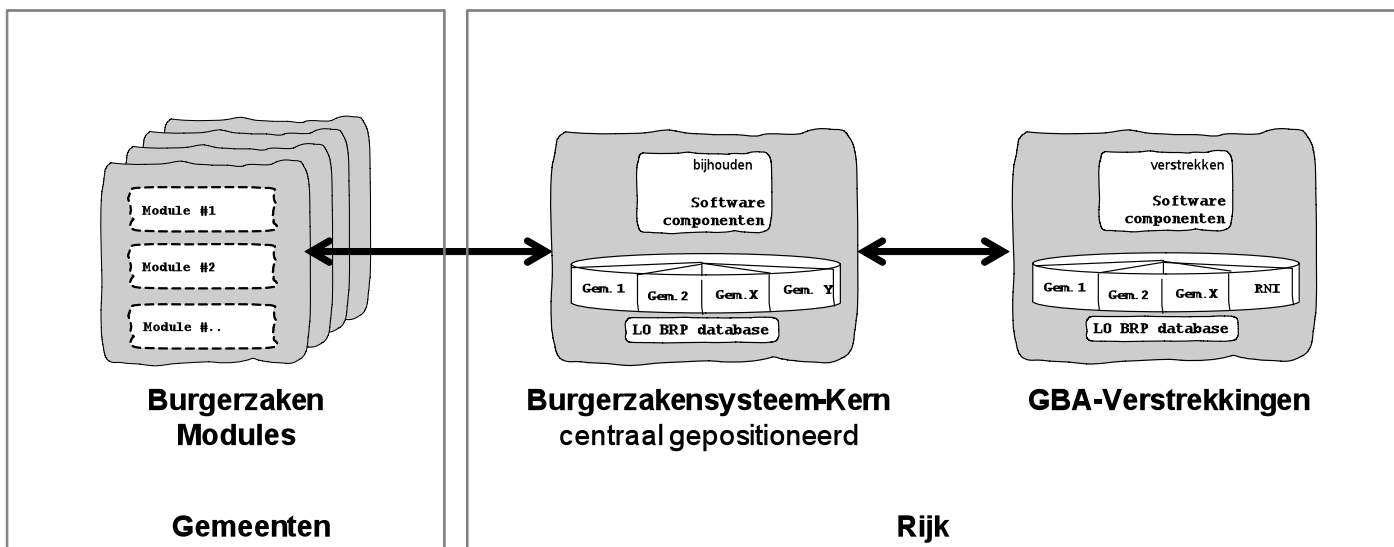 Module #1
Module #2
Module #..
Burgerzaken
Modules
Gemeenten
bijhouden
Software
componenten
Gem.1
Gem.2
Gem.X
Gem. Y
LO BRP database
Burgerzakensysteem-Kern
centraal gepositioneerd
verstrekken
Software
componenten
Gem.1
Gem.2
Gem.X
RNI
LO BRP database
GBA-Verstrekkingen
Rijk